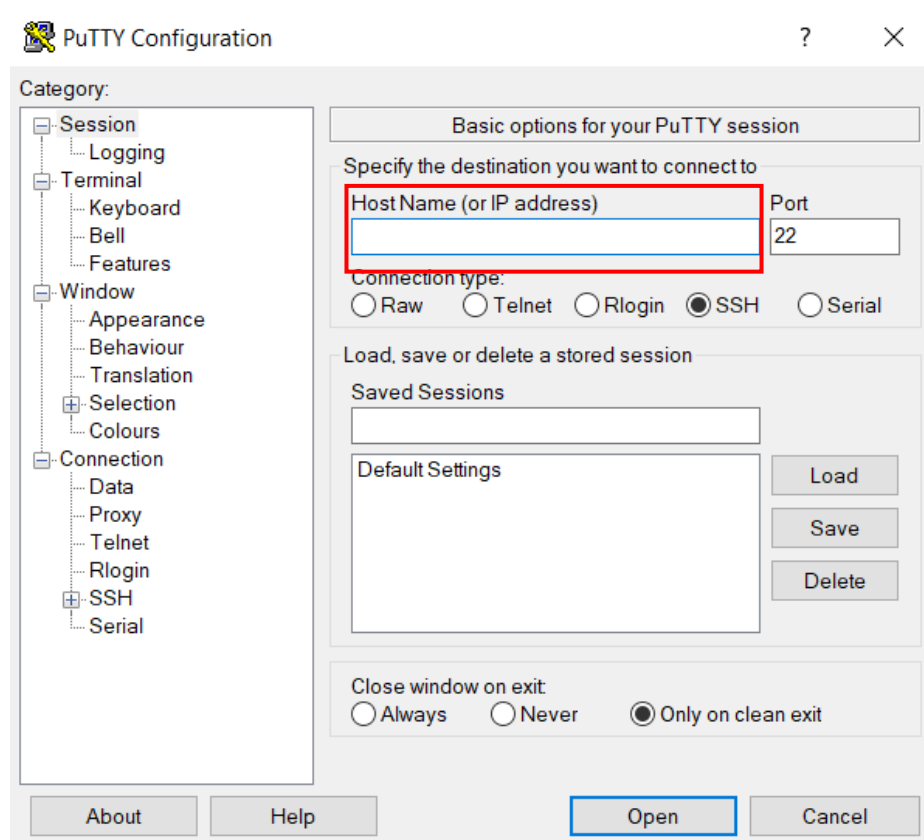 PuTTY Configuration
?
Category:
Session
Logging
Terminal
Keyboard
Bell
Features
Window
Appearance
Behaviour
Translation
Selection
Colours
Connection
Data
Proxy
Telnet
Rlogin
SSH
Serial
Basic options for your PuTTY session
Specify the destination you want to connect to
Host Name (or IP address) Port
22
Connection type:
Raw Telnet Rlogin SSH Serial
Load, save or delete a stored session
Saved Sessions
Default Settings
Load
Save
Delete
Close window on exit:
Always Never Only on clean exit
About Help Open Cancel